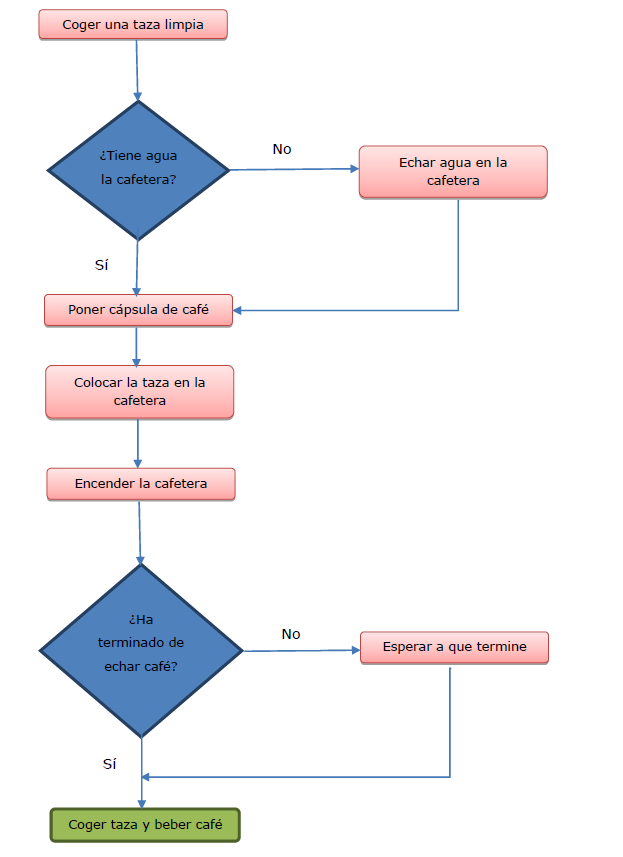 Coger una taza limpia
¿Tiene agua
la cafetera?
No
Echar agua en la
cafetera
Sí
Poner cápsula de café
Colocar la taza en la
cafetera
Encender la cafetera
¿Ha
terminado de
echar café?
No
Esperar a que termine
Sí
Coger taza y beber café